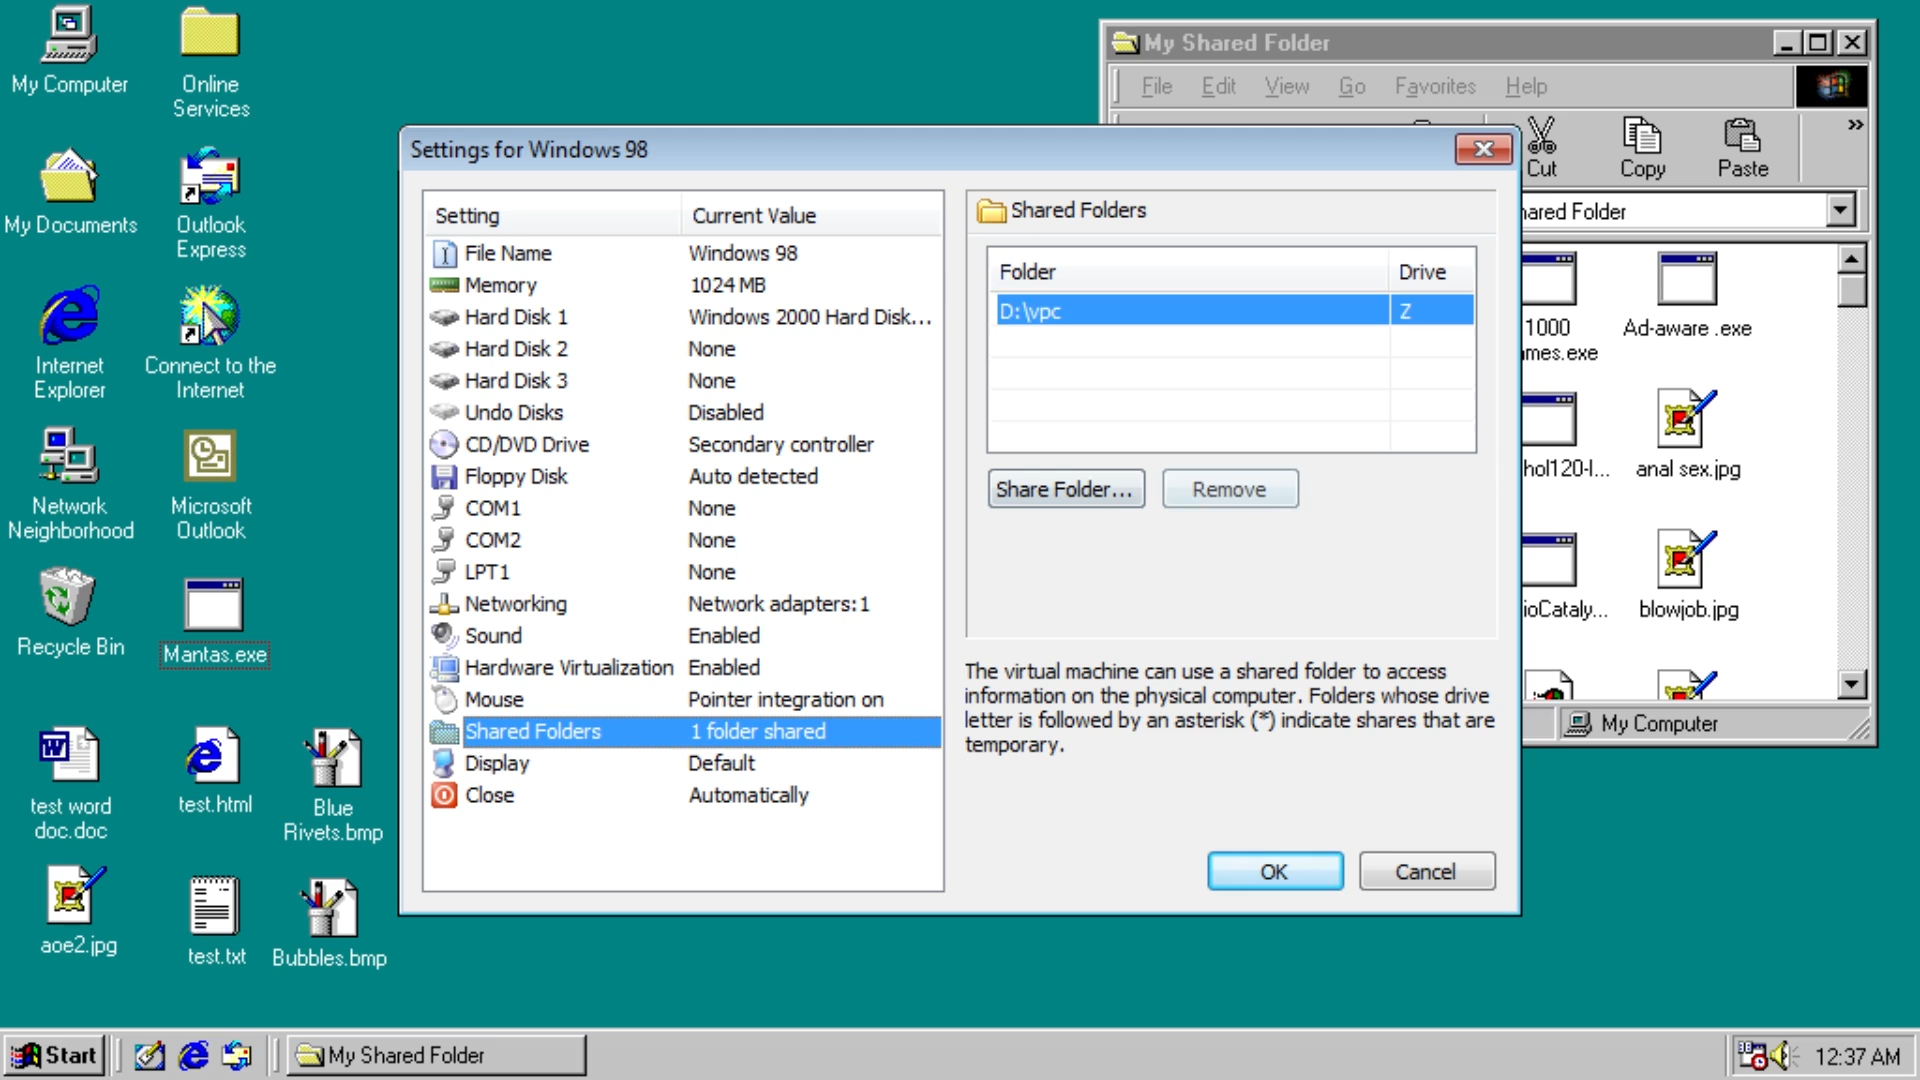 My Computer
Online
Services
My Documents
Outlook
Express
Internet
Explorer
Connect to the
Internet
Network
Neighborhood
Microsoft
Outlook
Recycle Bin
Mantas.exe
test word
doc.doc
test.html
Blue
Rivets.bmp
aoe2.jpg
test.txt
Bubbles.bmp
My Shared Folder
File Edit View Go Favorites Help
Cut Copy Paste »
Folder
1000
Ad-aware .exe
anal sex.jpg
blowjob.jpg
My Computer
Settings for Windows 98
Setting Current Value
File Name Windows 98
Memory 1024 MB
Hard Disk 1 Windows 2000 Hard Disk...
Hard Disk 2 None
Hard Disk 3 None
Undo Disks Disabled
CD/DVD Drive Secondary controller
Floppy Disk Auto detected
COM1 None
COM2 None
LPT1 None
Networking Network adapters:1
Sound Enabled
Hardware Virtualization Enabled
Mouse Pointer integration on
Shared Folders 1 folder shared
Display Default
Close Automatically
Shared Folders
Folder Drive
D:\vpc Z
Share Folder... Remove
The virtual machine can use a shared folder to access
information on the physical computer. Folders whose drive
letter is followed by an asterisk (*) indicate shares that are
temporary.
OK Cancel
Start My Shared Folder 12:37 AM